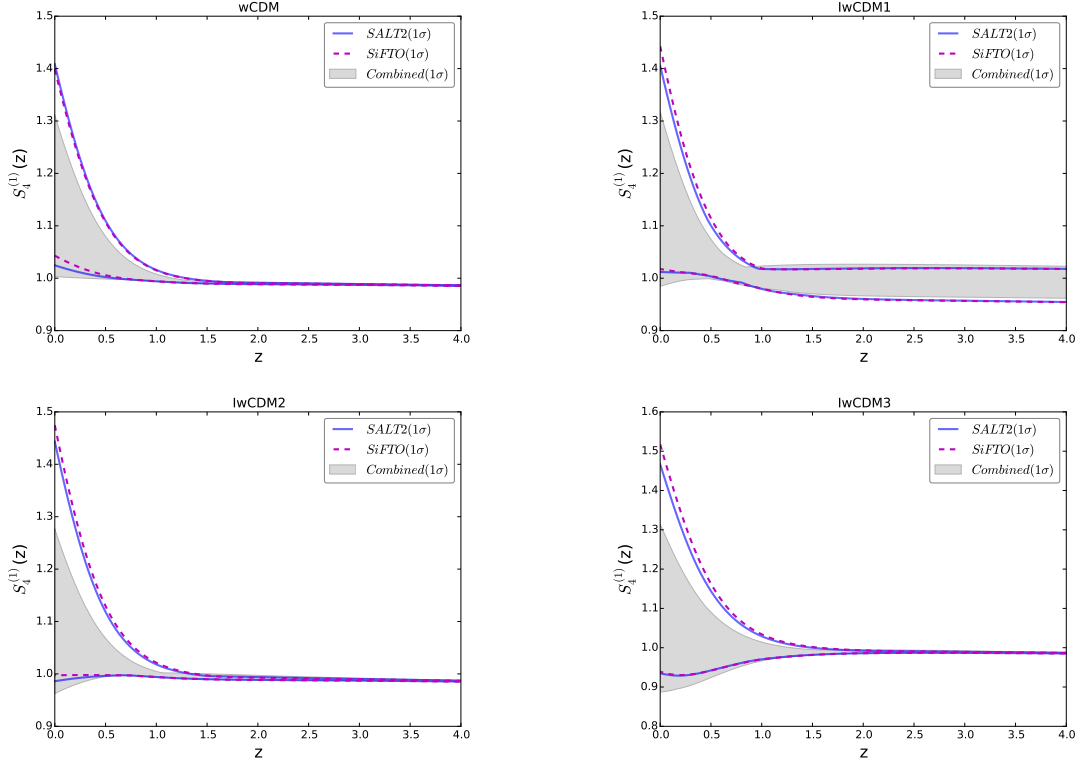 wCDM
1.5
1.4
1.3
1.2
1.1
1.0
0.9
S_4^{(1)}(z)
SALT2(1σ)
SiFTO(1σ)
Combined(1σ)
0.0 0.5 1.0 1.5 2.0 2.5 3.0 3.5 4.0
z
IwCDM1
1.5
1.4
1.3
1.2
1.1
1.0
0.9
S_4^{(1)}(z)
SALT2(1σ)
SiFTO(1σ)
Combined(1σ)
0.0 0.5 1.0 1.5 2.0 2.5 3.0 3.5 4.0
z
IwCDM2
1.5
1.4
1.3
1.2
1.1
1.0
0.9
S_4^{(1)}(z)
SALT2(1σ)
SiFTO(1σ)
Combined(1σ)
0.0 0.5 1.0 1.5 2.0 2.5 3.0 3.5 4.0
z
IwCDM3
1.6
1.5
1.4
1.3
1.2
1.1
1.0
0.9
0.8
S_4^{(1)}(z)
SALT2(1σ)
SiFTO(1σ)
Combined(1σ)
0.0 0.5 1.0 1.5 2.0 2.5 3.0 3.5 4.0
z